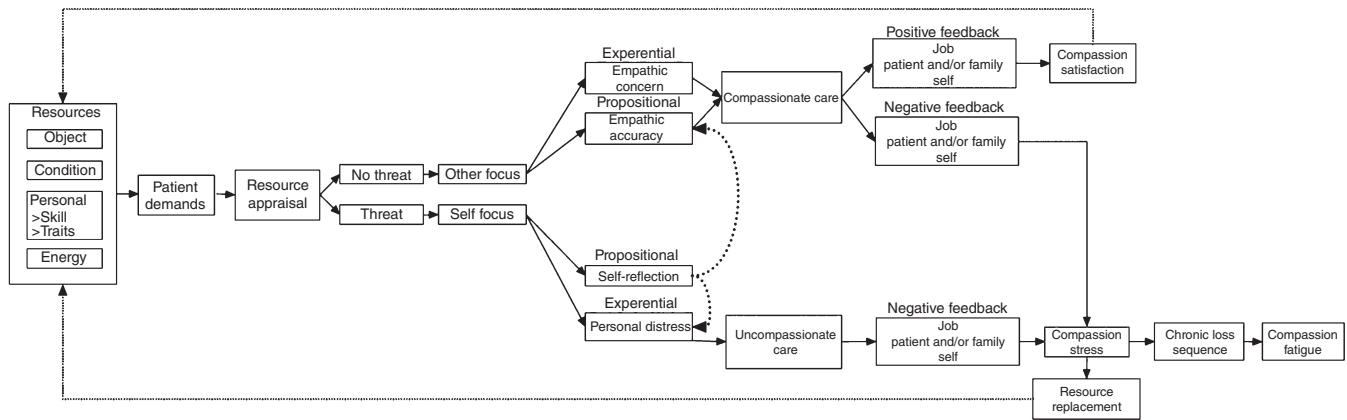 Resources
Object
Condition
Personal
>Skill
>Traits
Energy
Patient
demands
Resource
appraisal
No threat
Threat
Other focus
Self focus
Experential
Empathic
concern
Propositional
Empathic
accuracy
Propositional
Self-reflection
Experential
Personal distress
Compassionate care
Uncompassionate
care
Positive feedback
Job
patient and/or family
self
Negative feedback
Job
patient and/or family
self
Negative feedback
Job
patient and/or family
self
Compassion
satisfaction
Compassion
stress
Resource
replacement
Chronic loss
sequence
Compassion
fatigue